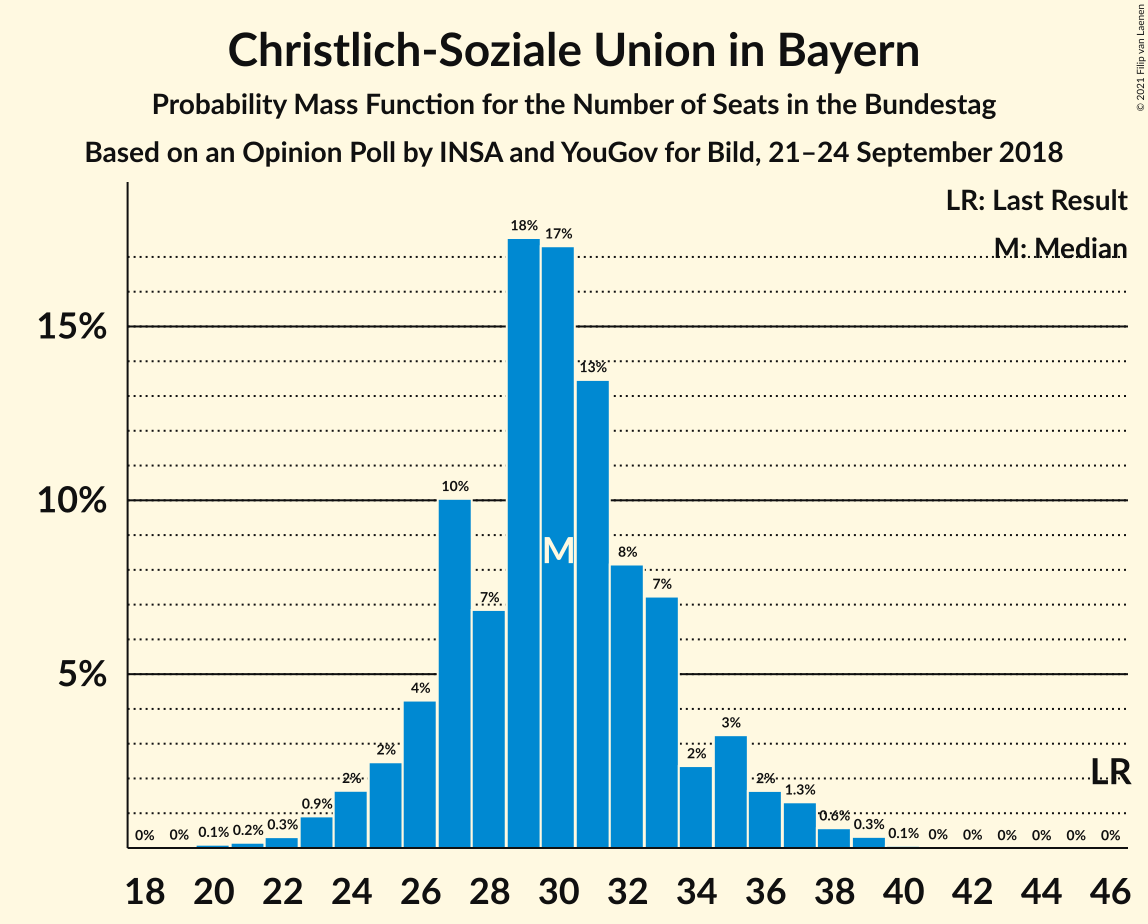 Christlich-Soziale Union in Bayern
Probability Mass Function for the Number of Seats in the Bundestag
Based on an Opinion Poll by INSA and YouGov for Bild, 21–24 September 2018
© 2021 Filip van Laenen
LR: Last Result
M: Median
15%
10%
5%
0% 0% 0.1% 0.2% 0.3% 0.9% 2% 2% 4% 10% 7% 18% 17% 13% 8% 7% 2% 3% 2% 1.3% 0.6% 0.3% 0.1% 0% 0% 0% 0% 0% 0%
M
LR
18 20 22 24 26 28 30 32 34 36 38 40 42 44 46